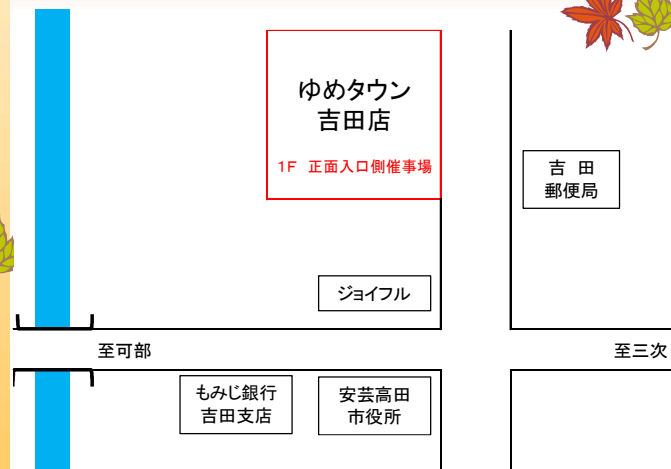 ゆめタウン
吉田店
1F 正面入口側催事場
吉 田
郵便局
ジョイフル
至可部
至三次
もみじ銀行
吉田支店
安芸高田
市役所